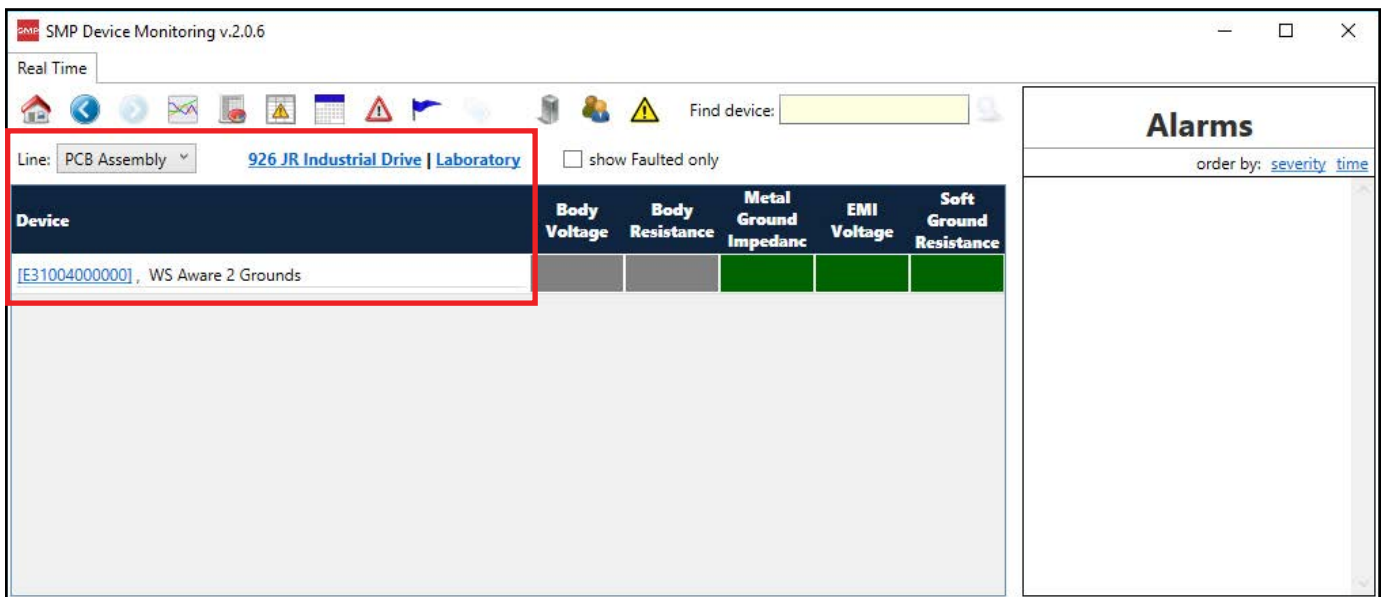 SMP SMP Device Monitoring v.2.0.6
Real Time
Find device:
Line: PCB Assembly 926 JR Industrial Drive | Laboratory show Faulted only
Device
Body
Voltage
Body
Resistance
Metal
Ground
Impedanc
EMI
Voltage
Soft
Ground
Resistance
[E31004000000] , WS Aware 2 Grounds
Alarms
order by: severity time